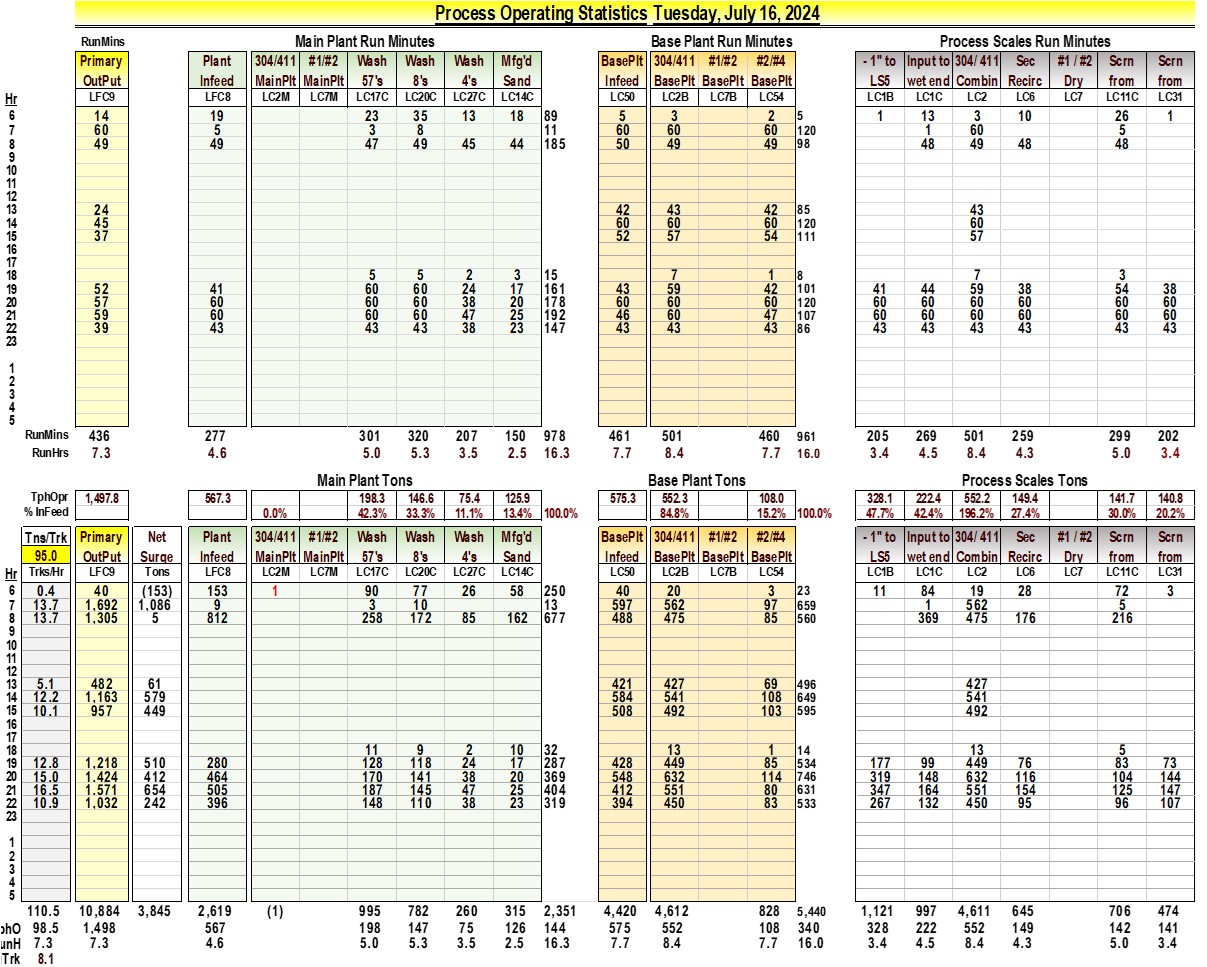 Process Operating Statistics Tuesday, July 16, 2024
RunMins Main Plant Run Minutes Base Plant Run Minutes Process Scales Run Minutes
Primary Plant 304/411 #1/#2 Wash Wash Wash Mfg'd BasePlt 304/411 #1/#2 #2/#4 - 1" to Input to 304/ 411 Sec #1 / #2 Scrn Scrn
OutPut Infeed MainPlt MainPlt 57's 8's 4's Sand Infeed BasePlt BasePlt BasePlt LS5 wet end Combin Recirc Dry from from
Hr LFC9 LFC8 LC2M LC7M LC17C LC20C LC27C LC14C LC50 LC2B LC7B LC54 LC1B LC1C LC2 LC6 LC7 LC11C LC31
6 14 19 23 35 13 18 89 5 3 2 5 1 13 3 10 26 1
7 60 5 3 8 11 60 60 60 120 1 60 5
8 49 49 47 49 45 44 185 50 49 49 98 48 49 48 48
9
10
11
12
13 24 42 43 42 85 43
14 45 60 60 60 120 60
15 37 52 57 54 111 57
16
17
18 5 5 2 3 15 7 1 8 7 3
19 52 41 60 60 24 17 161 43 59 42 101 41 44 59 38 54 38
20 57 60 60 60 38 20 178 60 60 60 120 60 60 60 60 60 60
21 59 60 60 60 47 25 192 46 60 47 107 60 60 60 60 60 60
22 39 43 43 43 38 23 147 43 43 43 86 43 43 43 43 43 43
23
1
2
3
4
5
RunMins 436 277 301 320 207 150 978 461 501 460 961 205 269 501 259 299 202
RunHrs 7.3 4.6 5.0 5.3 3.5 2.5 16.3 7.7 8.4 7.7 16.0 3.4 4.5 8.4 4.3 5.0 3.4
Main Plant Tons Base Plant Tons Process Scales Tons
TphOpr 1,497.8 567.3 198.3 146.6 75.4 125.9 575.3 552.3 108.0 328.1 222.4 552.2 149.4 141.7 140.8
% InFeed 0.0% 42.3% 33.3% 11.1% 13.4% 100.0% 84.8% 15.2% 100.0% 47.7% 42.4% 196.2% 27.4% 30.0% 20.2%
Tns/Trk Primary Net Plant 304/411 #1/#2 Wash Wash Wash Mfg'd BasePlt 304/411 #1/#2 #2/#4 - 1" to Input to 304/ 411 Sec #1 / #2 Scrn Scrn
95.0 OutPut Surge Infeed MainPlt MainPlt 57's 8's 4's Sand Infeed BasePlt BasePlt BasePlt LS5 wet end Combin Recirc Dry from from
Hr Trks/Hr LFC9 Tons LFC8 LC2M LC7M LC17C LC20C LC27C LC14C LC50 LC2B LC7B LC54 LC1B LC1C LC2 LC6 LC7 LC11C LC31
6 0.4 40 (153) 153 1 90 77 26 58 250 40 20 3 23 11 84 19 28 72 3
7 13.7 1,692 1,086 9 3 10 13 597 562 97 659 1 562 5
8 13.7 1,305 5 812 258 172 85 162 677 488 475 85 560 369 475 176 216
9
10
11
12
13 5.1 482 61 421 427 69 496 427
14 12.2 1,163 579 584 541 108 649 541
15 10.1 957 449 508 492 103 595 492
16
17
18 11 9 2 10 32 13 1 14 13 5
19 12.8 1,218 510 280 128 118 24 17 287 428 449 85 534 177 99 449 76 83 73
20 15.0 1,424 412 464 170 141 38 20 369 548 632 114 746 319 148 632 116 104 144
21 16.5 1,571 654 505 187 145 47 25 404 412 551 80 631 347 164 551 154 125 147
22 10.9 1,032 242 396 148 110 38 23 319 394 450 83 533 267 132 450 95 96 107
23
1
2
3
4
5
110.5 10,884 3,845 2,619 (1) 995 782 260 315 2,351 4,420 4,612 828 5,440 1,121 997 4,611 645 706 474
phO 98.5 1,498 567 198 147 75 126 144 575 552 108 340 328 222 552 149 142 141
unH 7.3 7.3 4.6 5.0 5.3 3.5 2.5 16.3 7.7 8.4 7.7 16.0 3.4 4.5 8.4 4.3 5.0 3.4
Trk 8.1